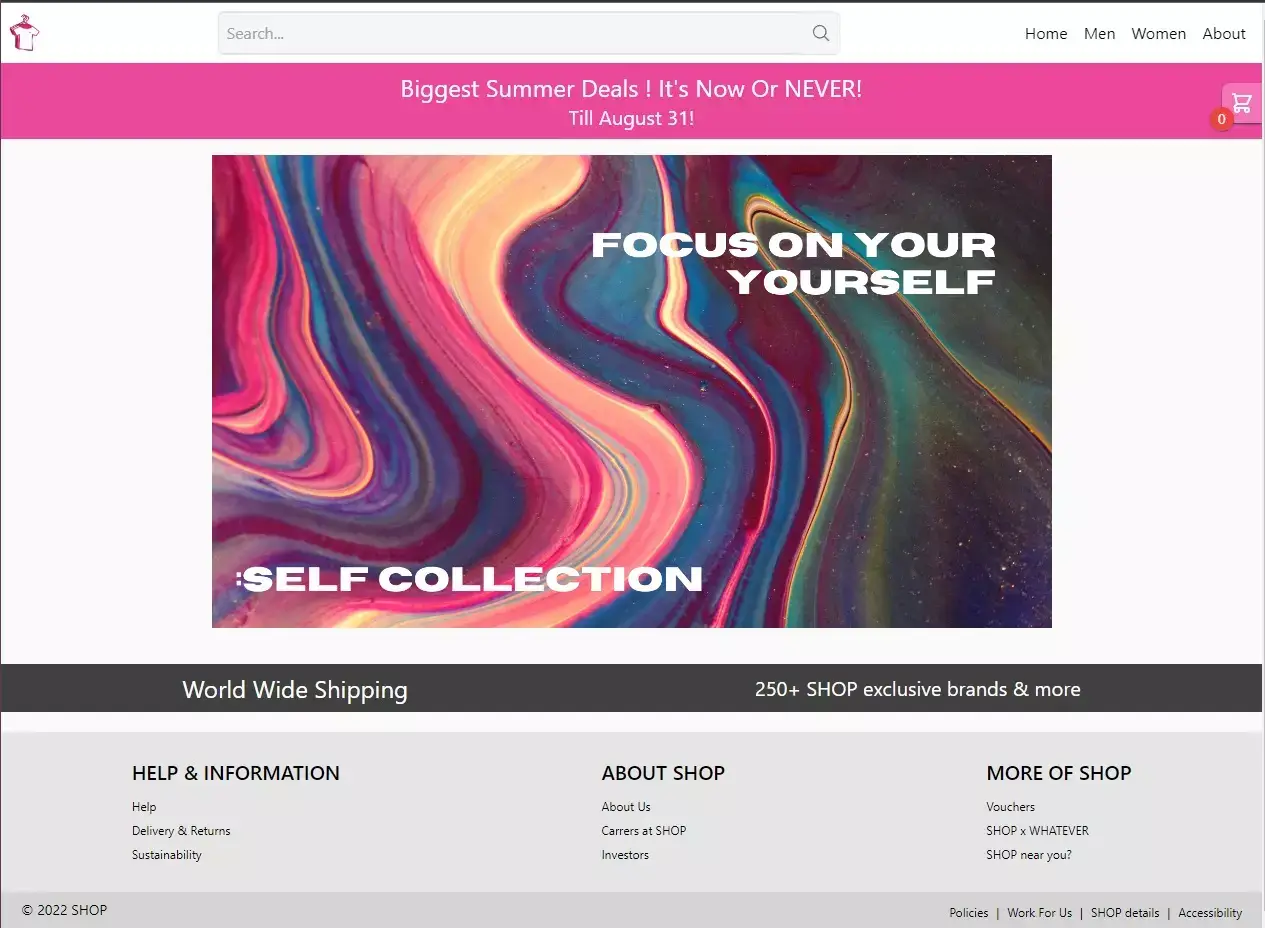 Search...
Home Men Women About
Biggest Summer Deals ! It's Now Or NEVER!
Till August 31!
0
FOCUS ON YOUR
YOURSELF
:SELF COLLECTION
World Wide Shipping
250+ SHOP exclusive brands & more
HELP & INFORMATION
Help
Delivery & Returns
Sustainability
ABOUT SHOP
About Us
Carrers at SHOP
Investors
MORE OF SHOP
Vouchers
SHOP x WHATEVER
SHOP near you?
© 2022 SHOP
Policies | Work For Us | SHOP details | Accessibility